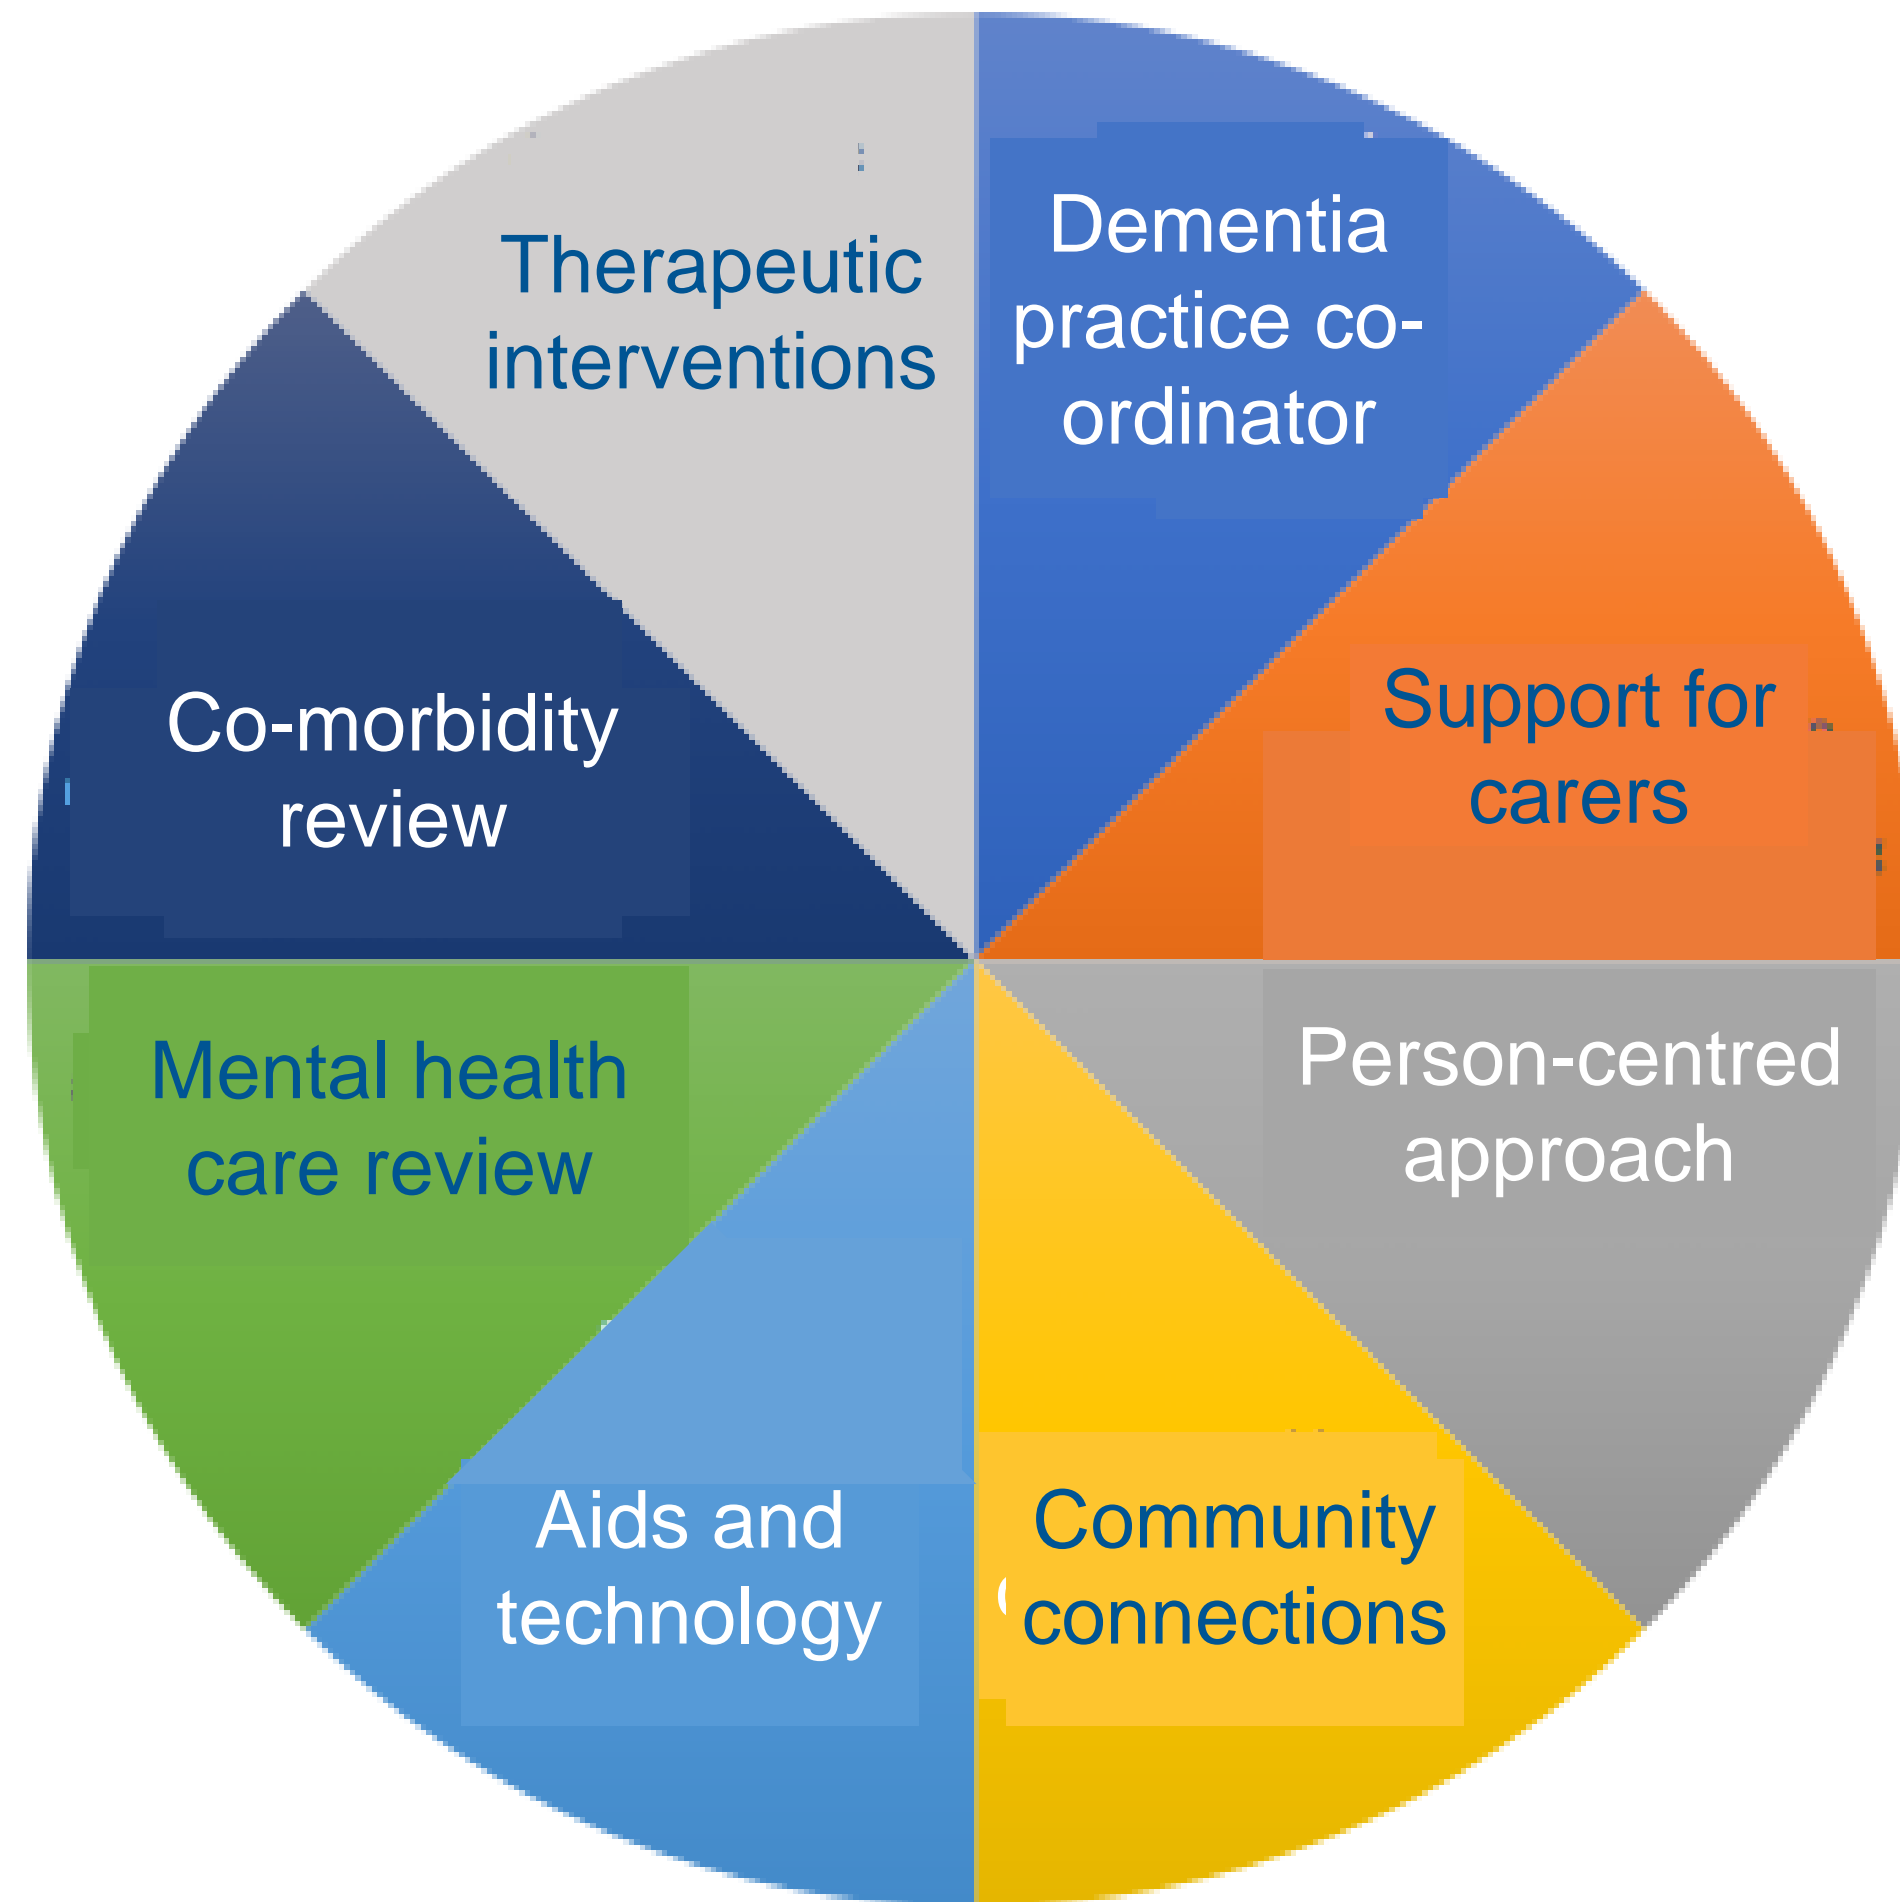 Dementia
practice co-
ordinator
Support for
carers
Person-centred
approach
Community
connections
Aids and
technology
Mental health
care review
Co-morbidity
review
Therapeutic
interventions